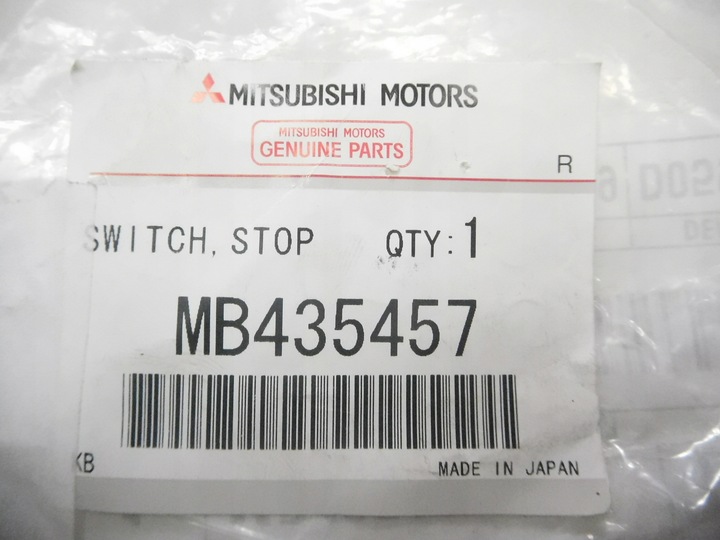 MITSUBISHI MOTORS
MITSUBISHI MOTORS
GENUINE PARTS
R
SWITCH, STOP QTY: 1
MB435457
KB MADE IN JAPAN